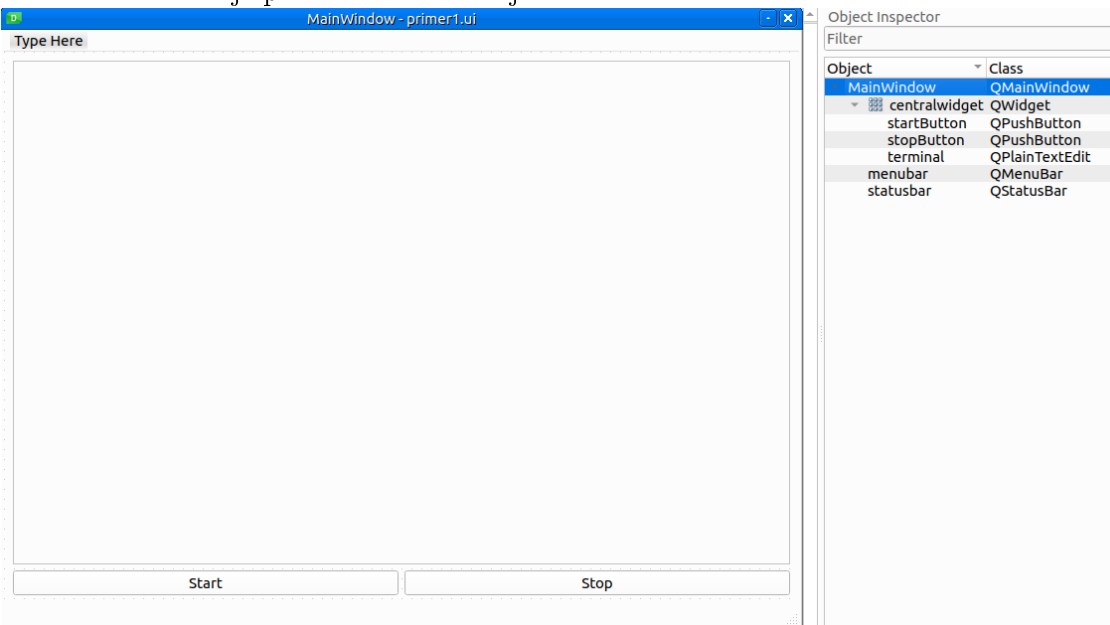 MainWindow - primer1.ui
Type Here
Start
Stop
Object Inspector
Filter
Object Class
MainWindow QMainWindow
centralwidget QWidget
startButton QPushButton
stopButton QPushButton
terminal QPlainTextEdit
menubar QMenuBar
statusbar QStatusBar